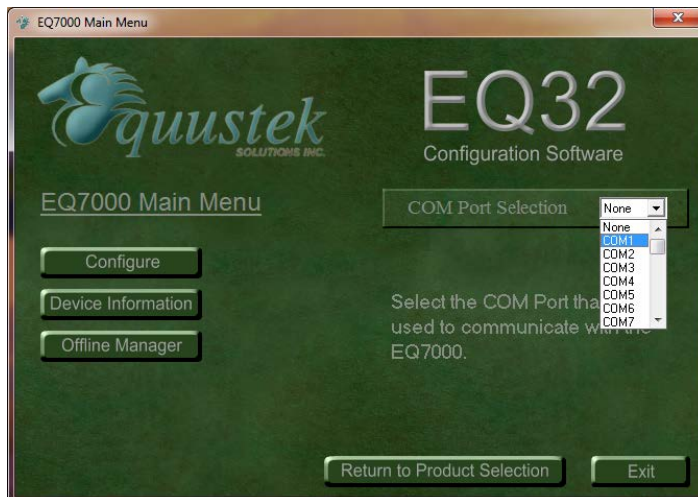 EQ7000 Main Menu
Equustek
SOLUTIONS INC.
EQ32
Configuration Software
EQ7000 Main Menu
COM Port Selection
None
None
COM1
COM2
COM3
COM4
COM5
COM6
COM7
Configure
Device Information
Offline Manager
Select the COM Port
used to communicate with the
EQ7000.
Return to Product Selection
Exit